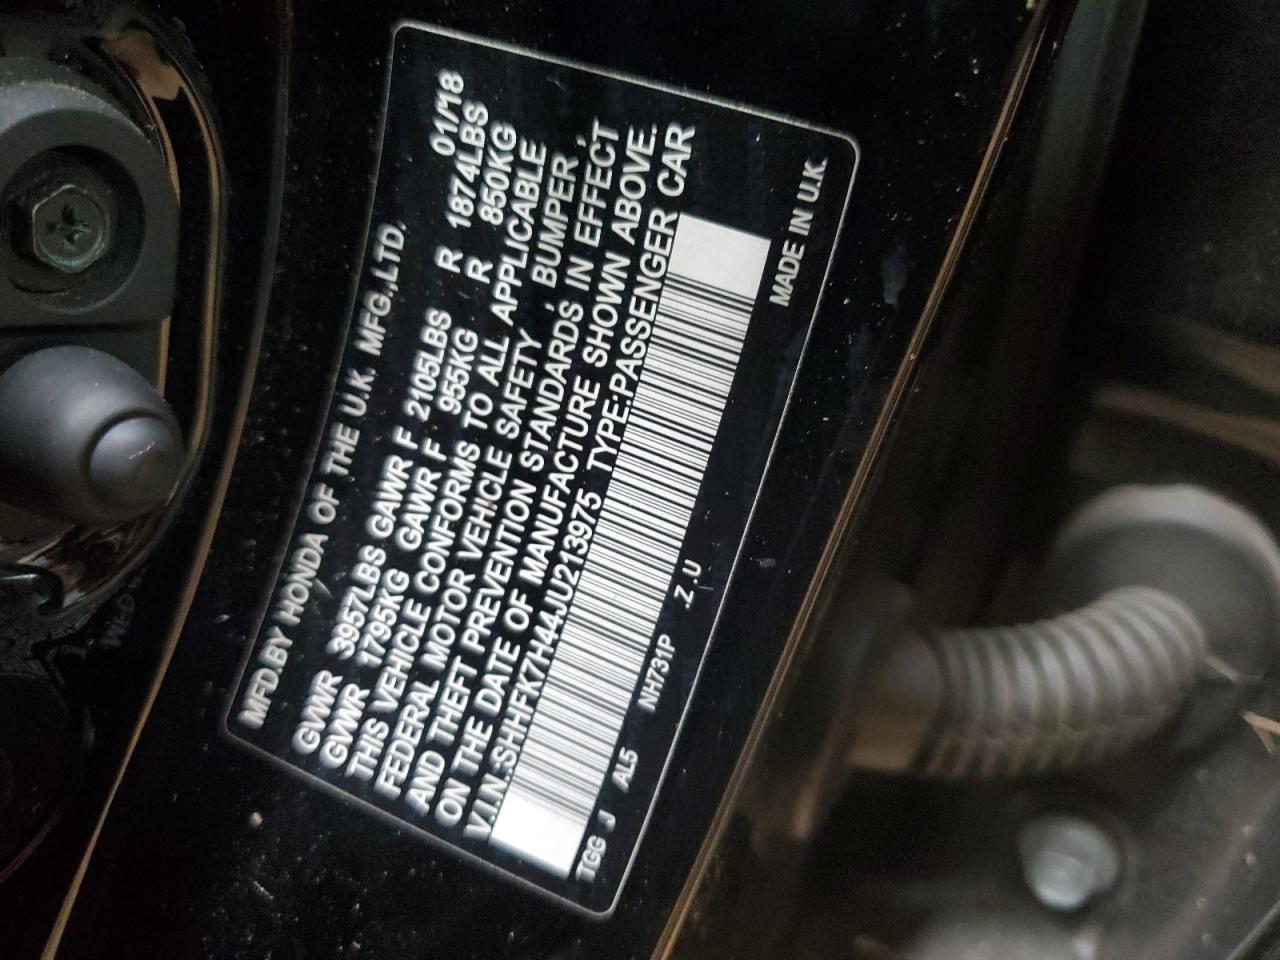 MFD.BY HONDA OF THE U.K. MFG.,LTD. 01/18
GVWR 3957LBS GAWR F 2105LBS R 1874LBS
GVWR 1795KG GAWR F 955KG R 850KG
THIS VEHICLE CONFORMS TO ALL APPLICABLE
FEDERAL MOTOR VEHICLE SAFETY, BUMPER,
AND THEFT PREVENTION STANDARDS IN EFFECT
ON THE DATE OF MANUFACTURE SHOWN ABOVE.
V.I.N.:SHHFK7H44JU213975 TYPE:PASSENGER CAR
TGG J AL5 NH731P .Z.U MADE IN U.K.